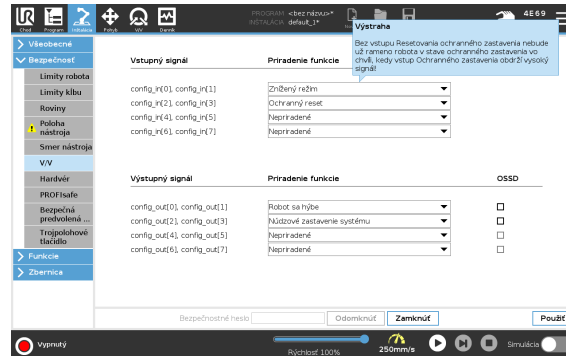 Chod
Program
Inštalácia
Pohyb
V/V
Denník
PROGRAM <bez názvu>*
INŠTALÁCIA default_1*
4E69
Výstraha
Bez vstupu Resetovania ochranného zastavenia nebude
už rameno robota v stave ochranného zastavenia vo
chvíli, kedy vstup Ochranného zastavenia obdrží vysoký
signál!
Všeobecné
Bezpečnosť
Limity robota
Limity kĺbu
Roviny
Poloha
nástroja
Smer nástroja
V/V
Hardvér
PROFIsafe
Bezpečná
predvolená ...
Trojpolohové
tlačidlo
Funkcie
Zbernica
Vstupný signál Priradenie funkcie
config_in[0], config_in[1] Znížený režim
config_in[2], config_in[3] Ochranný reset
config_in[4], config_in[5] Nepriradené
config_in[6], config_in[7] Nepriradené
Výstupný signál Priradenie funkcie OSSD
config_out[0], config_out[1] Robot sa hýbe
config_out[2], config_out[3] Núdzové zastavenie systému
config_out[4], config_out[5] Nepriradené
config_out[6], config_out[7] Nepriradené
Bezpečnostné heslo Odomknúť Zamknúť Použiť
Vypnutý
Rýchlosť 100%
250mm/s
Simulácia